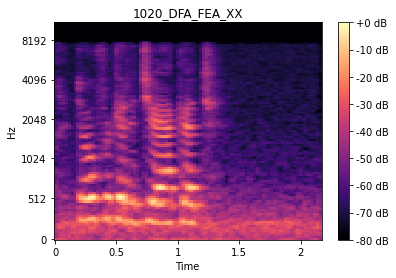 1020_DFA_FEA_XX
8192
4096
2048
1024
512
0
Hz
0
0.5
1
1.5
2
Time
+0 dB
-10 dB
-20 dB
-30 dB
-40 dB
-50 dB
-60 dB
-70 dB
-80 dB